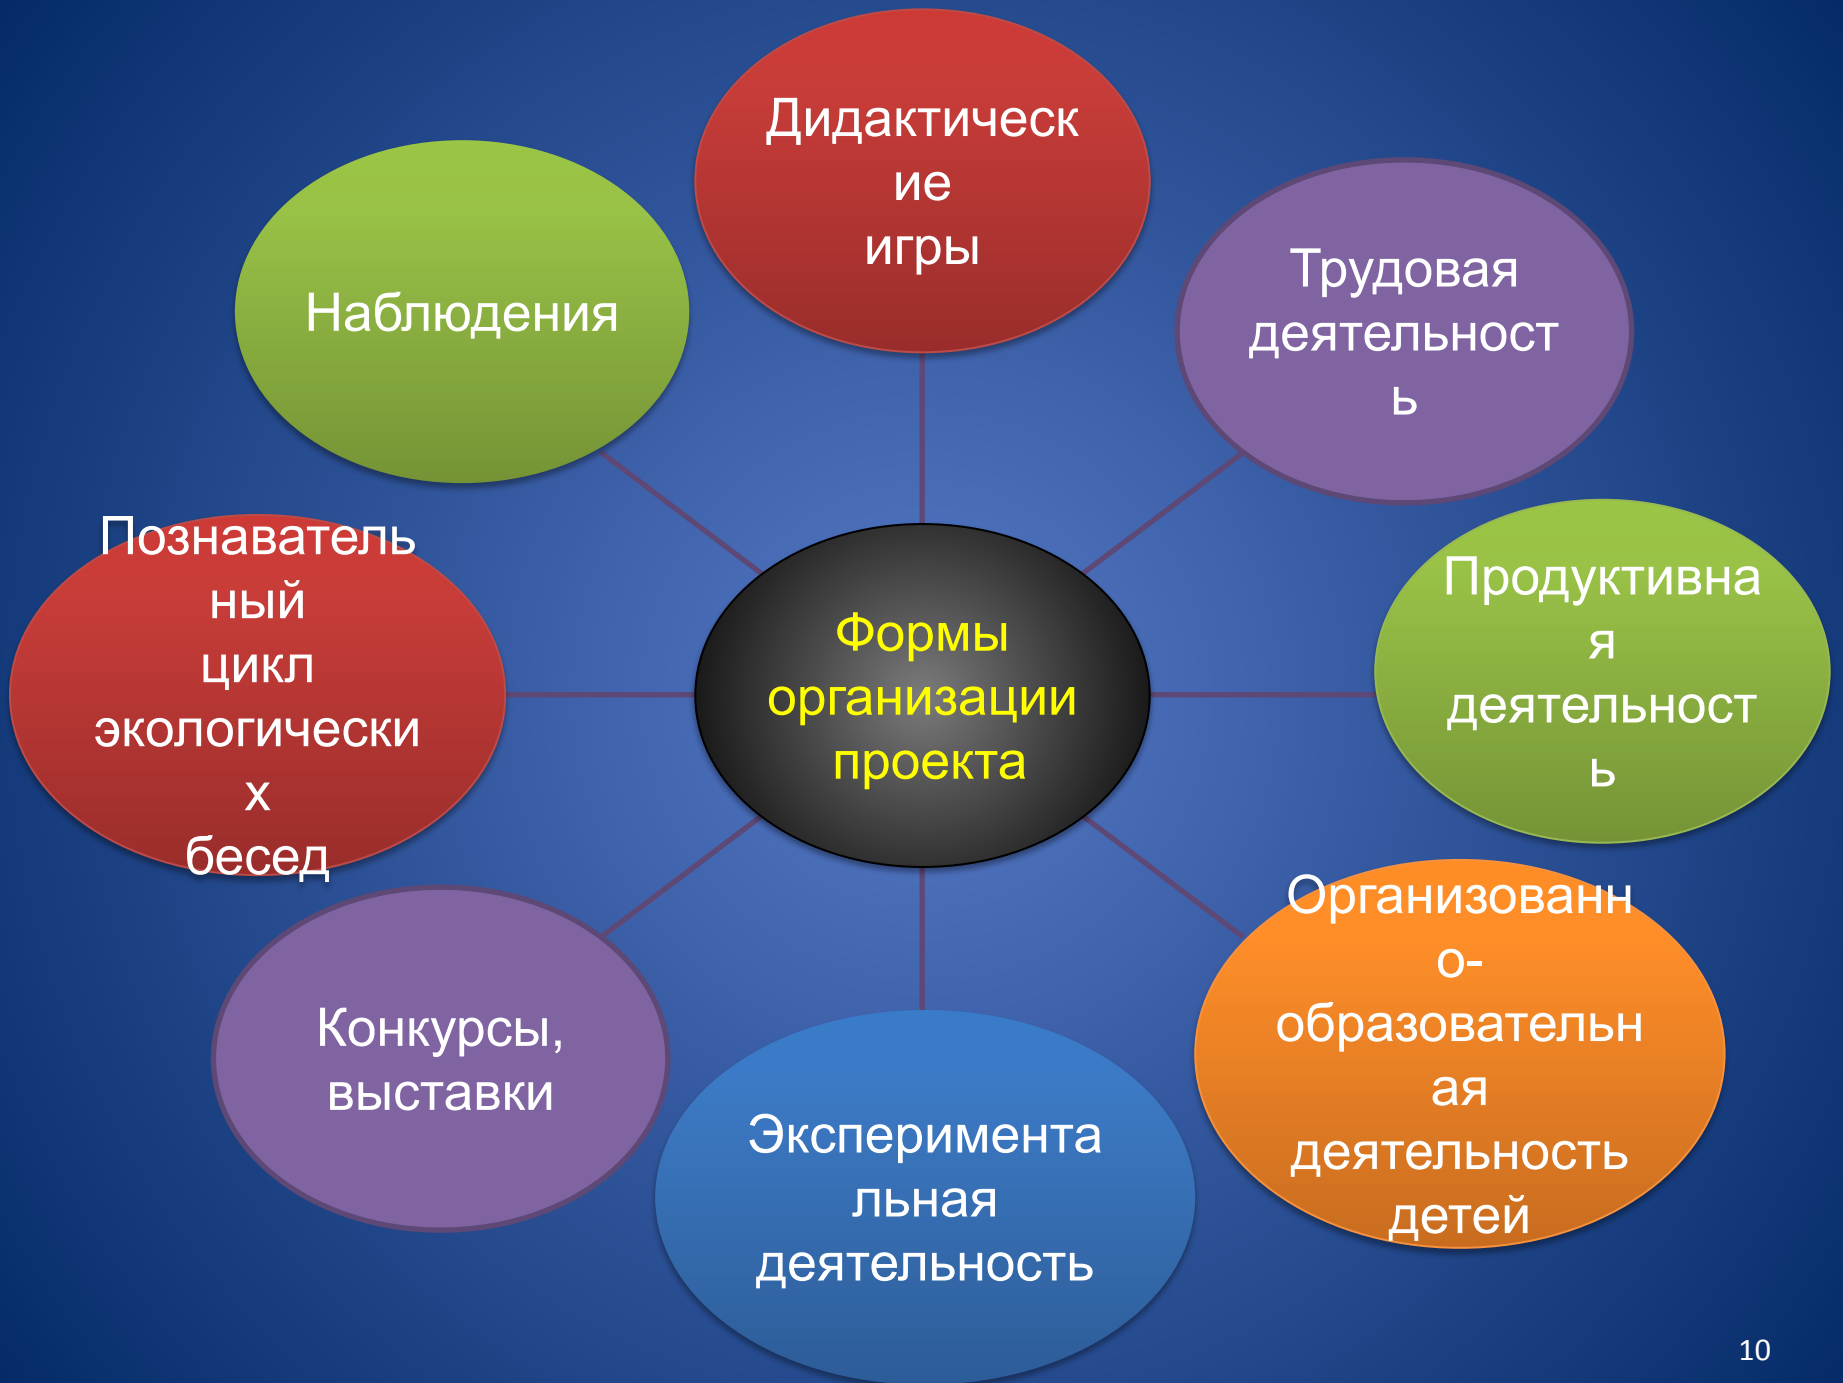 Дидактическ
ие
игры
Трудовая
деятельност
ь
Наблюдения
Продуктивна
я
деятельност
ь
Познаватель
ный
цикл
экологически
х
бесед
Формы
организации
проекта
Организованн
о-
образовательн
ая
деятельность
детей
Конкурсы,
выставки
Эксперимента
льная
деятельность
10